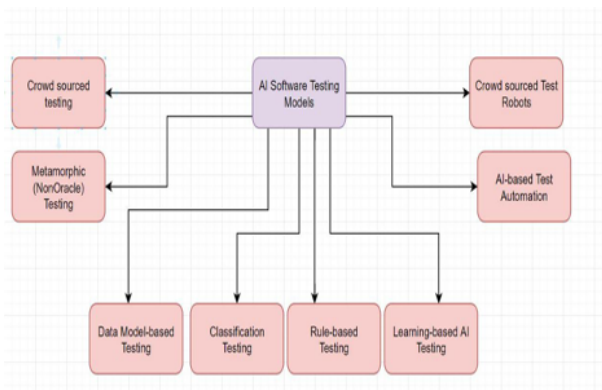 Crowd sourced
testing
AI Software Testing
Models
Crowd sourced Test
Robots
Metamorphic
(NonOracle)
Testing
AI-based Test
Automation
Data Model-based
Testing
Classification
Testing
Rule-based
Testing
Learning-based AI
Testing